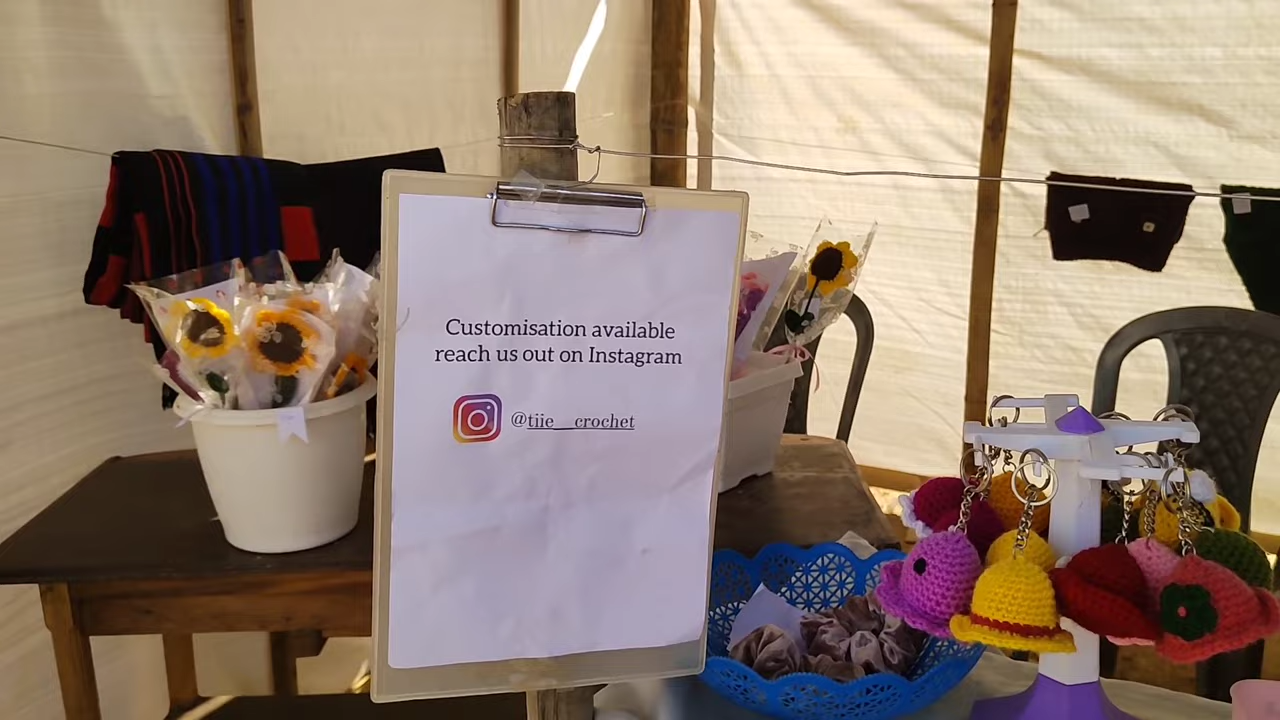 Customisation available
reach us out on Instagram
@tiie__crochet